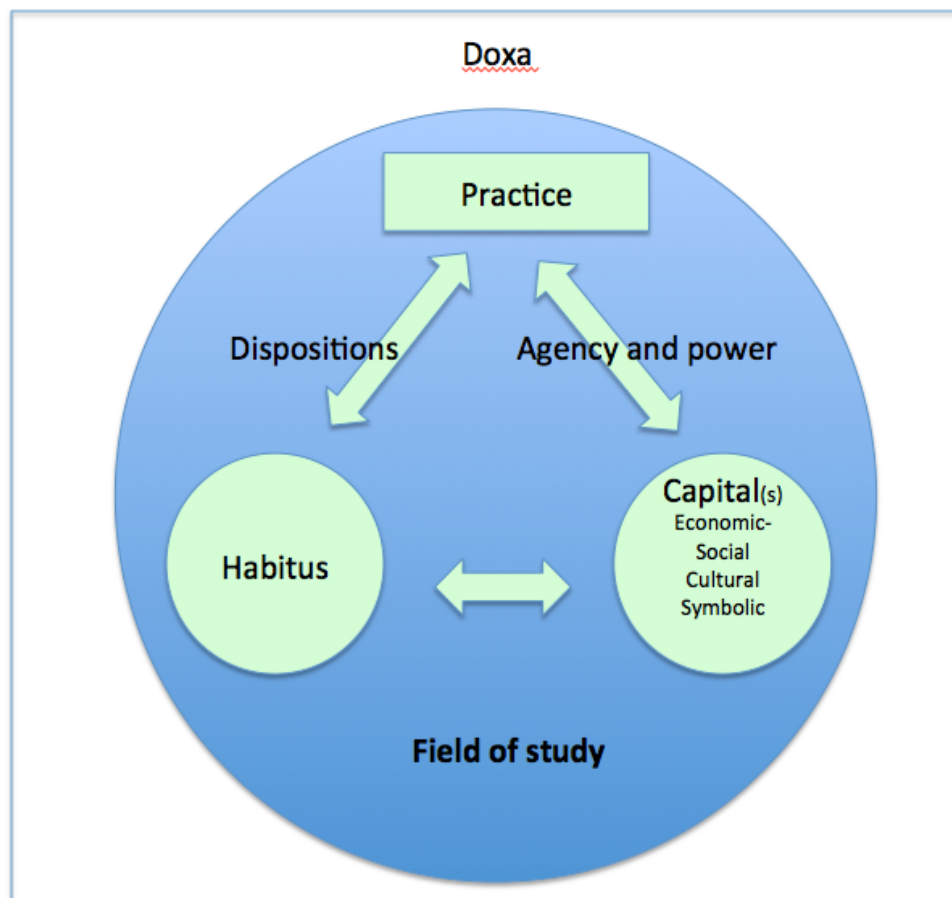 Doxa
Practice
Dispositions
Agency and power
Habitus
Capital(s)
Economic-
Social
Cultural
Symbolic
Field of study